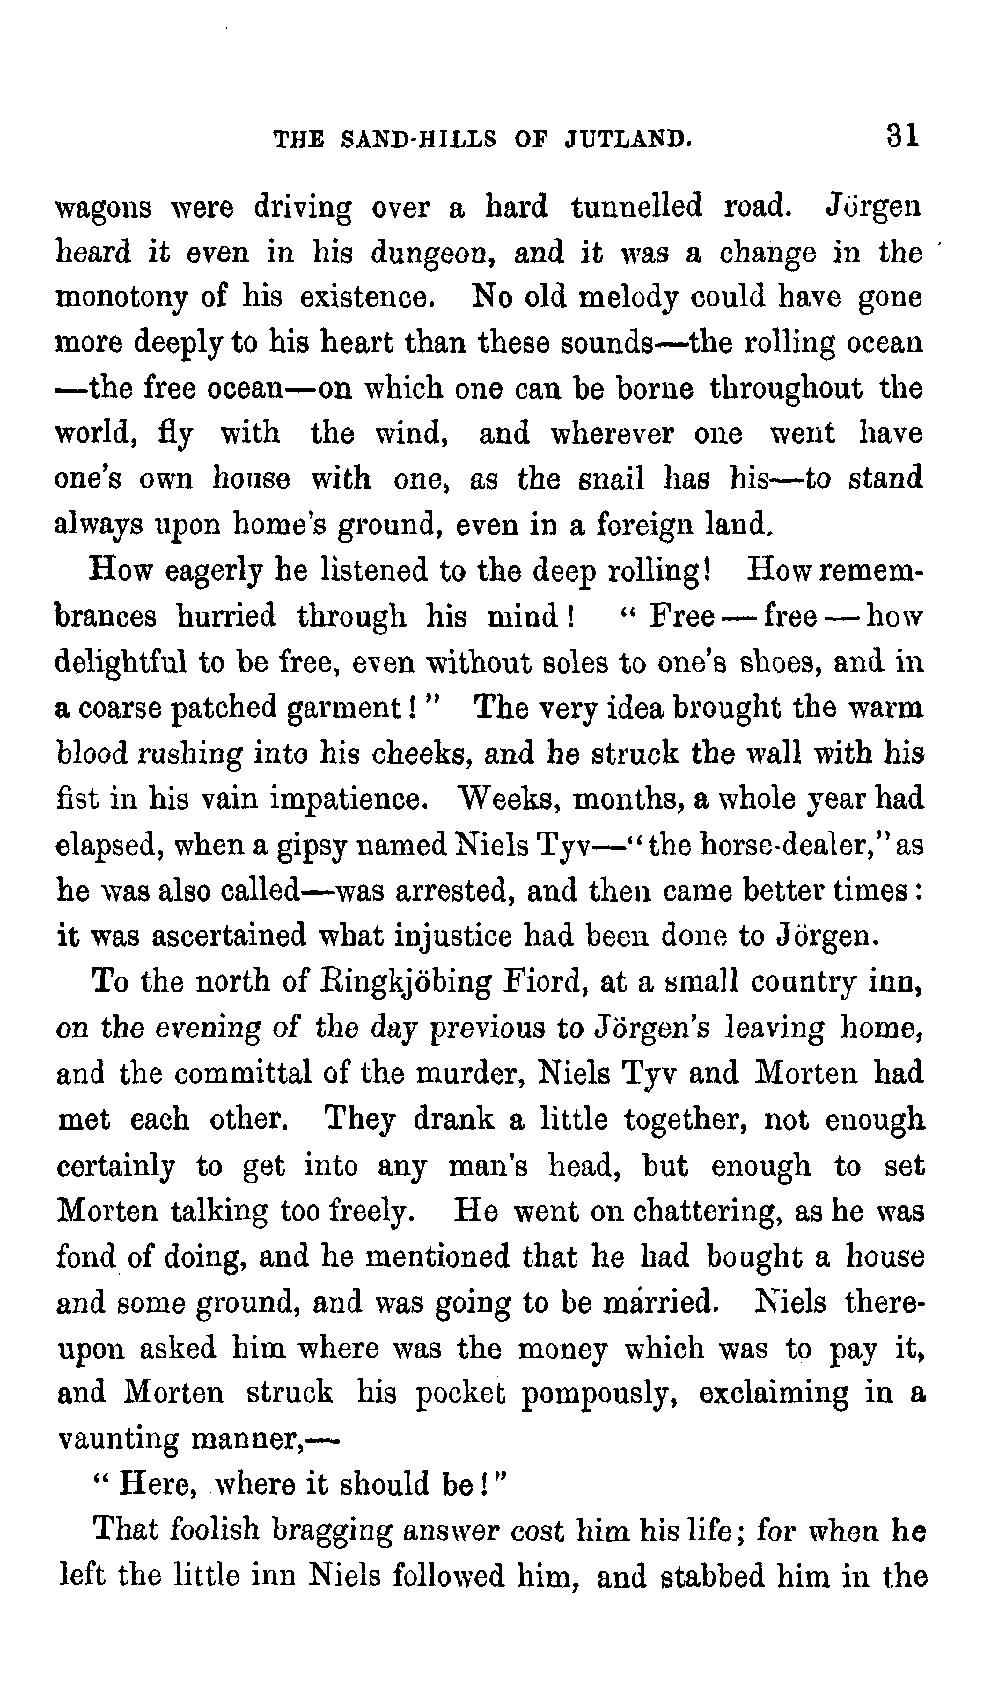 THE SAND-HILLS OF JUTLAND. 31
wagons were driving over a hard tunnelled road. Jörgen
heard it even in his dungeon, and it was a change in the
monotony of his existence. No old melody could have gone
more deeply to his heart than these sounds—the rolling ocean
—the free ocean—on which one can be borne throughout the
world, fly with the wind, and wherever one went have
one's own house with one, as the snail has his—to stand
always upon home's ground, even in a foreign land.
How eagerly he listened to the deep rolling! How remem-
brances hurried through his mind! “ Free — free — how
delightful to be free, even without soles to one's shoes, and in
a coarse patched garment! ” The very idea brought the warm
blood rushing into his cheeks, and he struck the wall with his
fist in his vain impatience. Weeks, months, a whole year had
elapsed, when a gipsy named Niels Tyv—“the horse-dealer,” as
he was also called—was arrested, and then came better times:
it was ascertained what injustice had been done to Jörgen.
To the north of Ringkjöbing Fiord, at a small country inn,
on the evening of the day previous to Jörgen's leaving home,
and the committal of the murder, Niels Tyv and Morten had
met each other. They drank a little together, not enough
certainly to get into any man's head, but enough to set
Morten talking too freely. He went on chattering, as he was
fond of doing, and he mentioned that he had bought a house
and some ground, and was going to be married. Niels there-
upon asked him where was the money which was to pay it,
and Morten struck his pocket pompously, exclaiming in a
vaunting manner,—
“ Here, where it should be!”
That foolish bragging answer cost him his life; for when he
left the little inn Niels followed him, and stabbed him in the